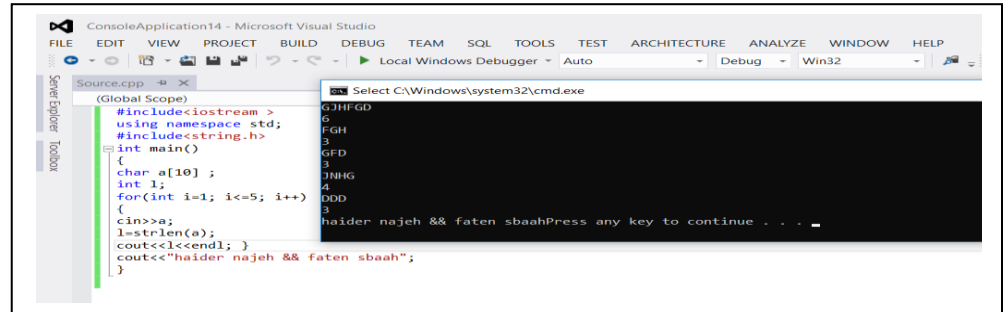 ConsoleApplication14 - Microsoft Visual Studio
FILE EDIT VIEW PROJECT BUILD DEBUG TEAM SQL TOOLS TEST ARCHITECTURE ANALYZE WINDOW HELP
Local Windows Debugger Auto Debug Win32
Server Explorer
Toolbox
Source.cpp
(Global Scope)
#include<iostream >
using namespace std;
#include<string.h>
int main()
{
char a[10] ;
int l;
for(int i=1; i<=5; i++)
{
cin>>a;
l=strlen(a);
cout<<l<<endl; }
cout<<"haider najeh && faten sbaah";
}
Select C:\Windows\system32\cmd.exe
GJHFGD
6
FGH
3
GFD
3
JNHG
4
DDD
3
haider najeh && faten sbaahPress any key to continue . . .